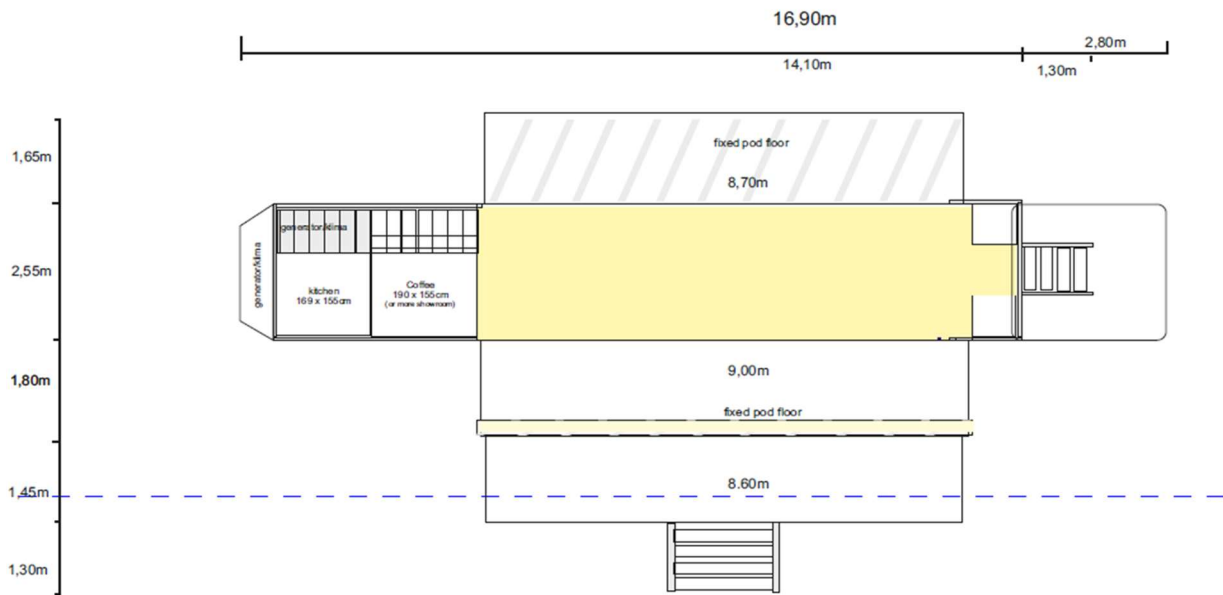 16,90m
2,80m
14,10m
1,30m
1,65m
fixed pod floor
8,70m
generator/klima
generator/klima
2,55m
kitchen
169 x 155cm
Coffee
190 x 155cm
(or more showroom)
1,80m
9,00m
fixed pod floor
1,45m
8.60m
1,30m